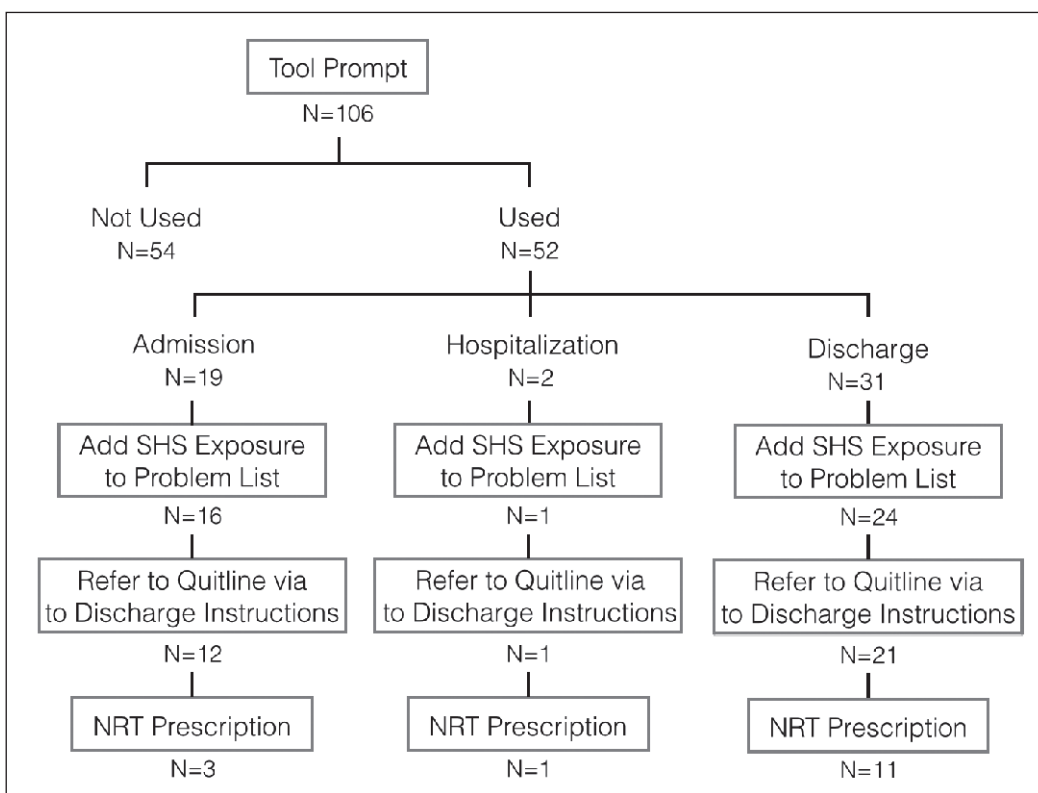 Tool Prompt
N=106
Not Used
N=54
Used
N=52
Admission
N=19
Hospitalization
N=2
Discharge
N=31
Add SHS Exposure
to Problem List
N=16
Add SHS Exposure
to Problem List
N=1
Add SHS Exposure
to Problem List
N=24
Refer to Quitline via
to Discharge Instructions
N=12
Refer to Quitline via
to Discharge Instructions
N=1
Refer to Quitline via
to Discharge Instructions
N=21
NRT Prescription
N=3
NRT Prescription
N=1
NRT Prescription
N=11